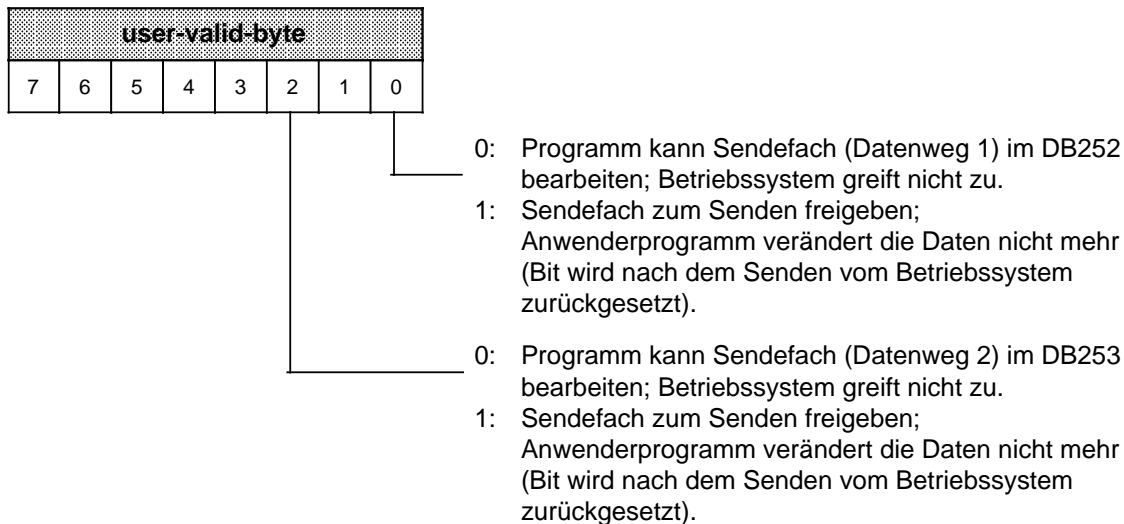 user-valid-byte
7 6 5 4 3 2 1 0
0: Programm kann Sendefach (Datenweg 1) im DB252
bearbeiten; Betriebssystem greift nicht zu.
1: Sendefach zum Senden freigeben;
Anwenderprogramm verändert die Daten nicht mehr
(Bit wird nach dem Senden vom Betriebssystem
zurückgesetzt).
0: Programm kann Sendefach (Datenweg 2) im DB253
bearbeiten; Betriebssystem greift nicht zu.
1: Sendefach zum Senden freigeben;
Anwenderprogramm verändert die Daten nicht mehr
(Bit wird nach dem Senden vom Betriebssystem
zurückgesetzt).